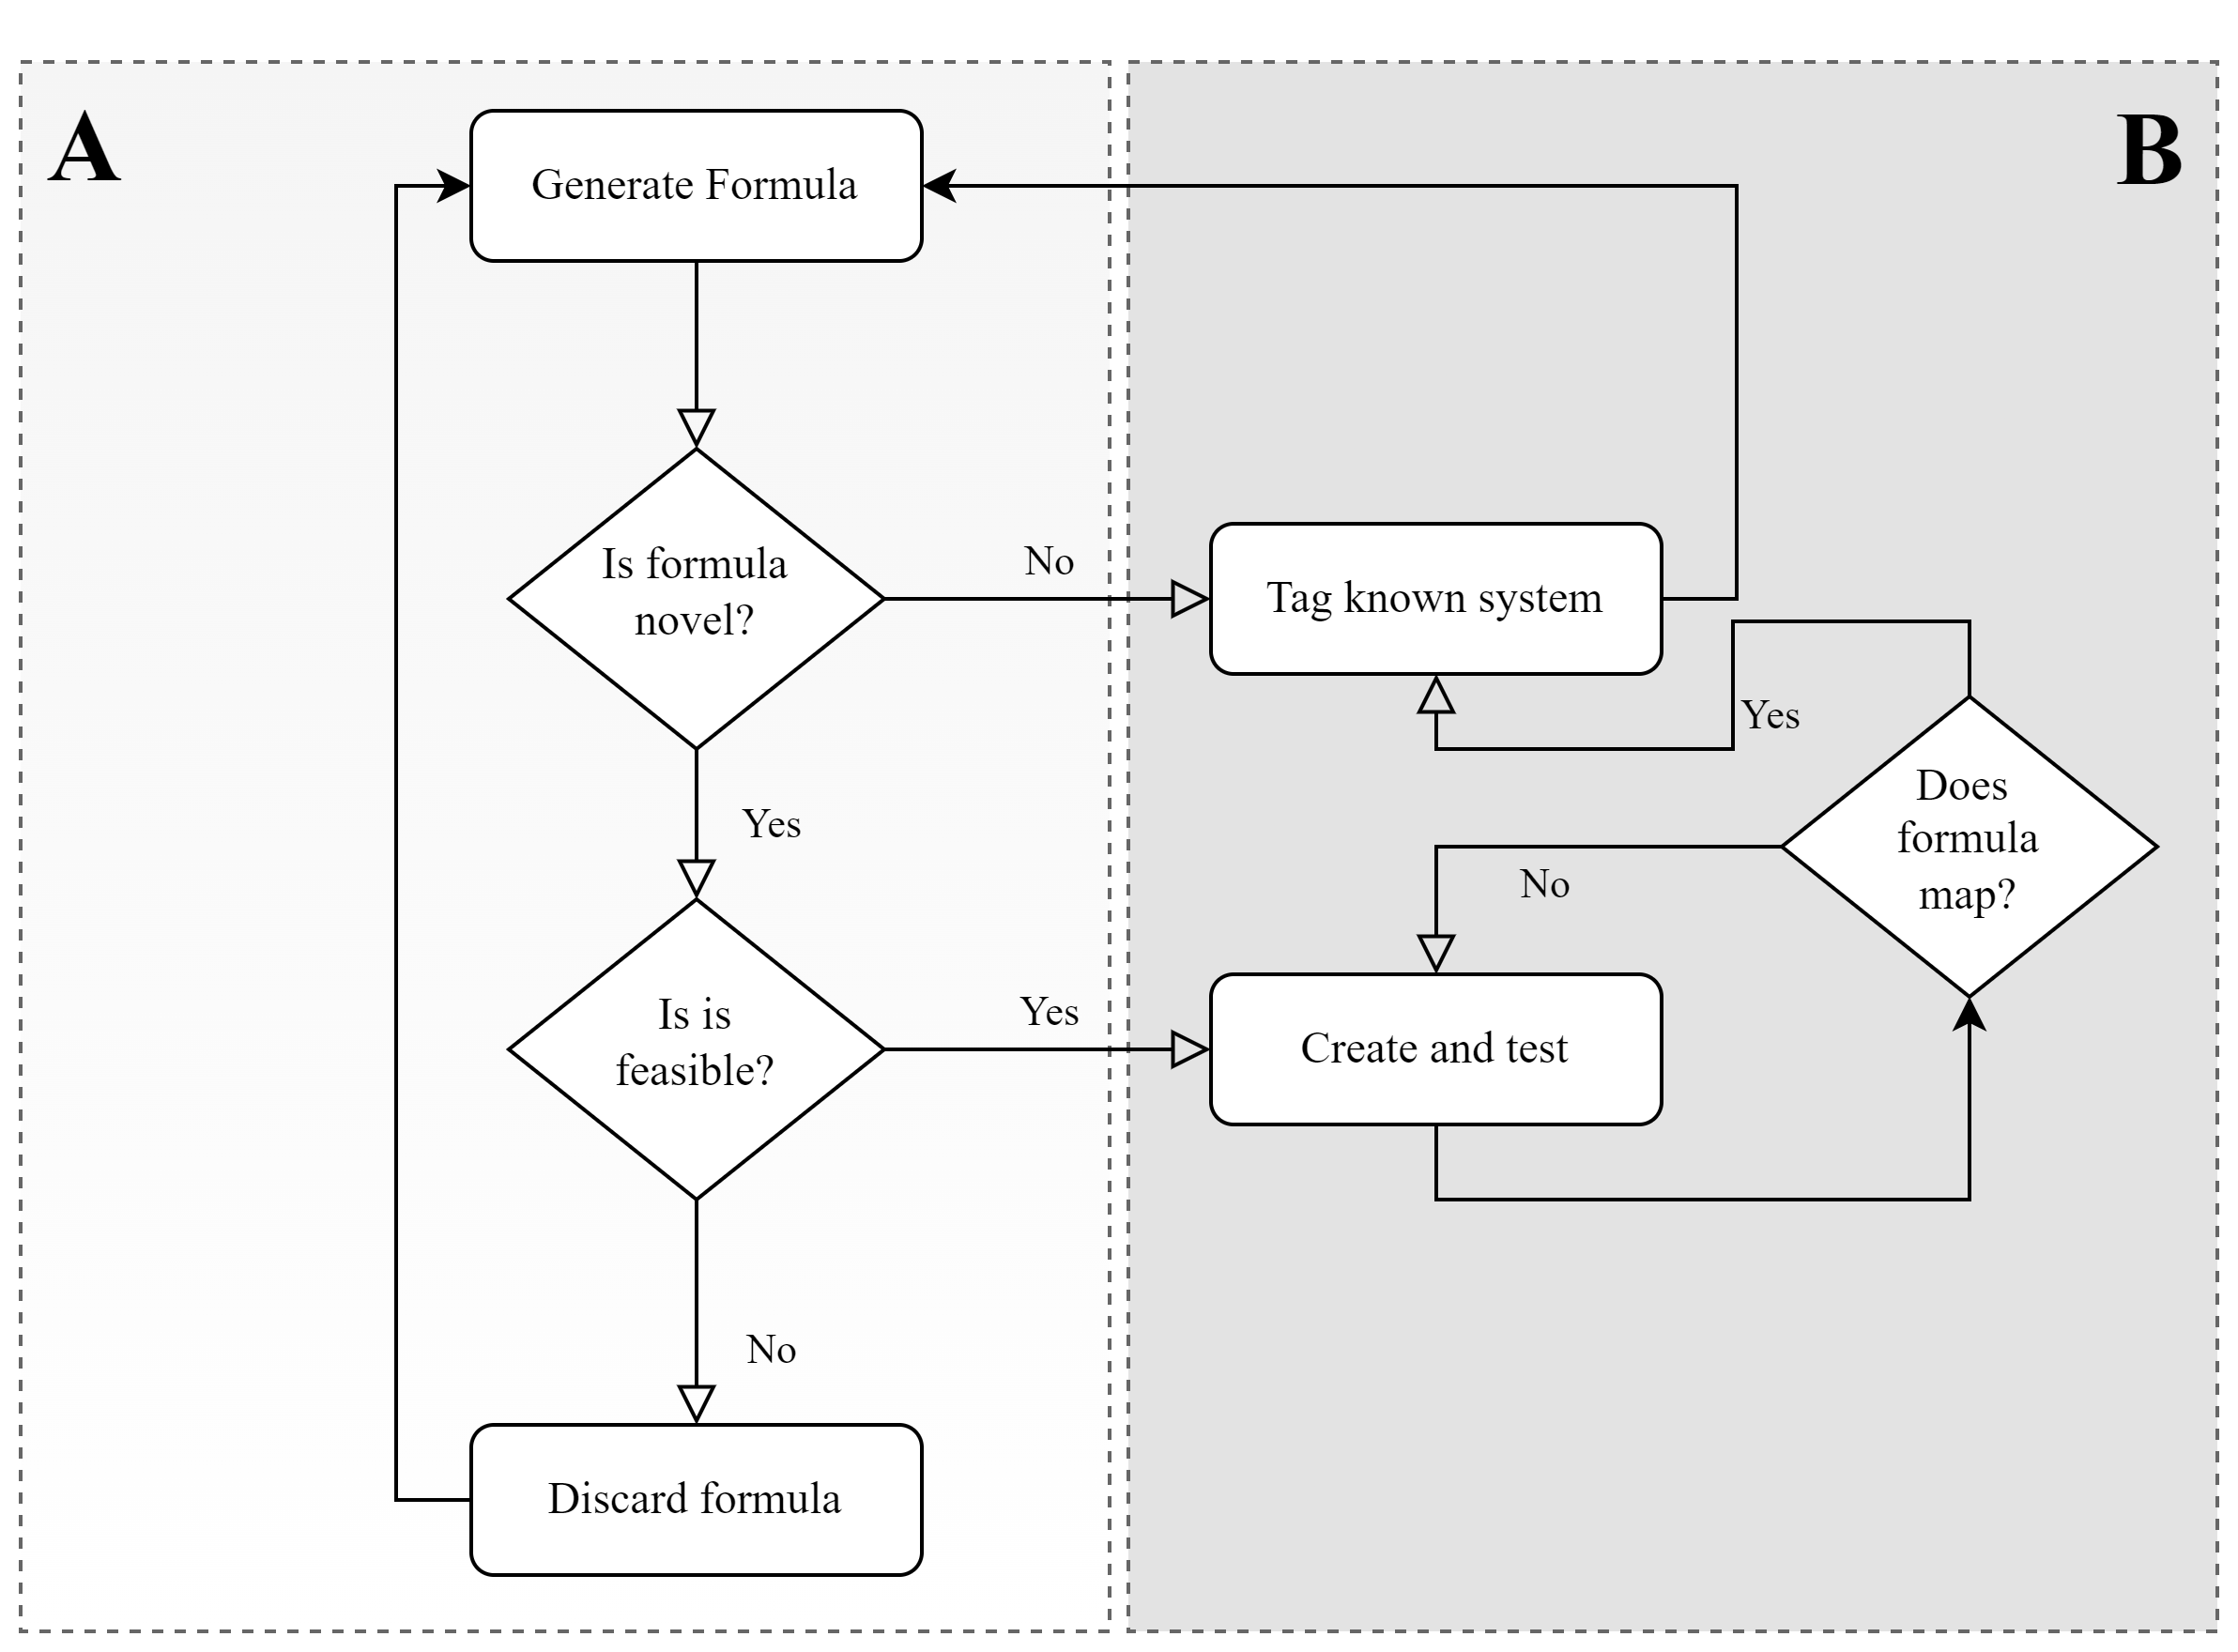 A
B
Generate Formula
Is formula
novel?
No
Tag known system
Yes
Yes
Does
formula
map?
No
Is is
feasible?
Yes
Create and test
No
Discard formula